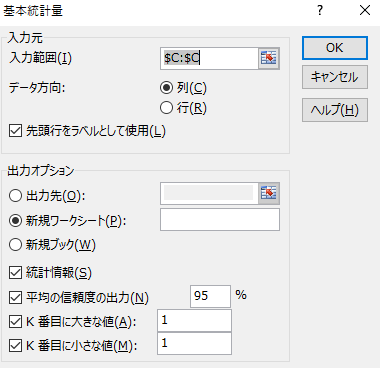 基本統計量
?
×
入力元
入力範囲(I)
$C:$C
データ方向:
列(C)
行(R)
先頭行をラベルとして使用(L)
OK
キャンセル
ヘルプ(H)
出力オプション
出力先(O):
新規ワークシート(P):
新規ブック(W)
統計情報(S)
平均の信頼度の出力(N)
95
%
K 番目に大きな値(A):
1
K 番目に小さな値(M):
1